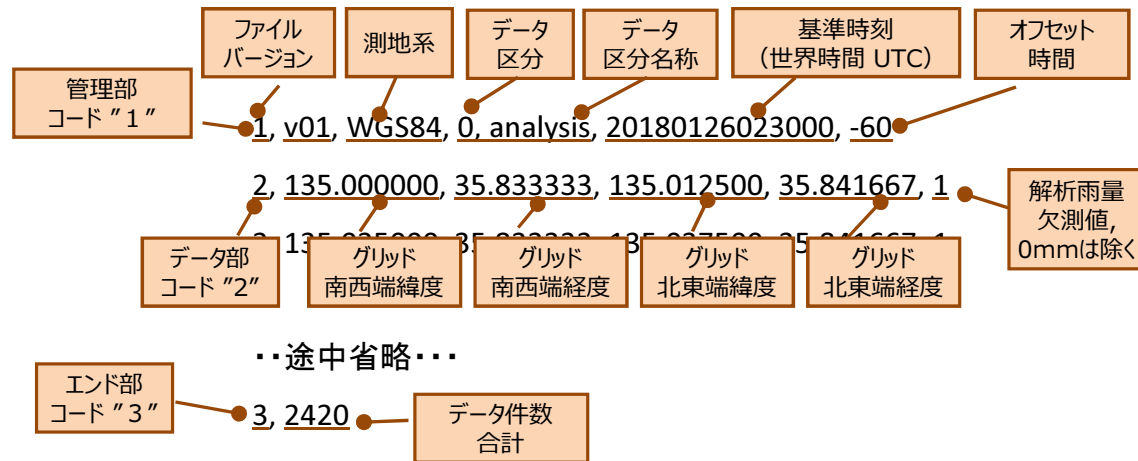 ファイル
バージョン
測地系
データ
区分
データ
区分名称
基準時刻
(世界時間 UTC)
オフセット
時間
管理部
コード ″1″
1, v01, WGS84, 0, analysis, 20180126023000, -60
2, 135.000000, 35.833333, 135.012500, 35.841667, 1
解析雨量
欠測値,
0mmは除く
データ部
コード ″2″
グリッド
南西端緯度
グリッド
南西端経度
グリッド
北東端緯度
グリッド
北東端経度
‥途中省略…
エンド部
コード ″3″
3, 2420
データ件数
合計